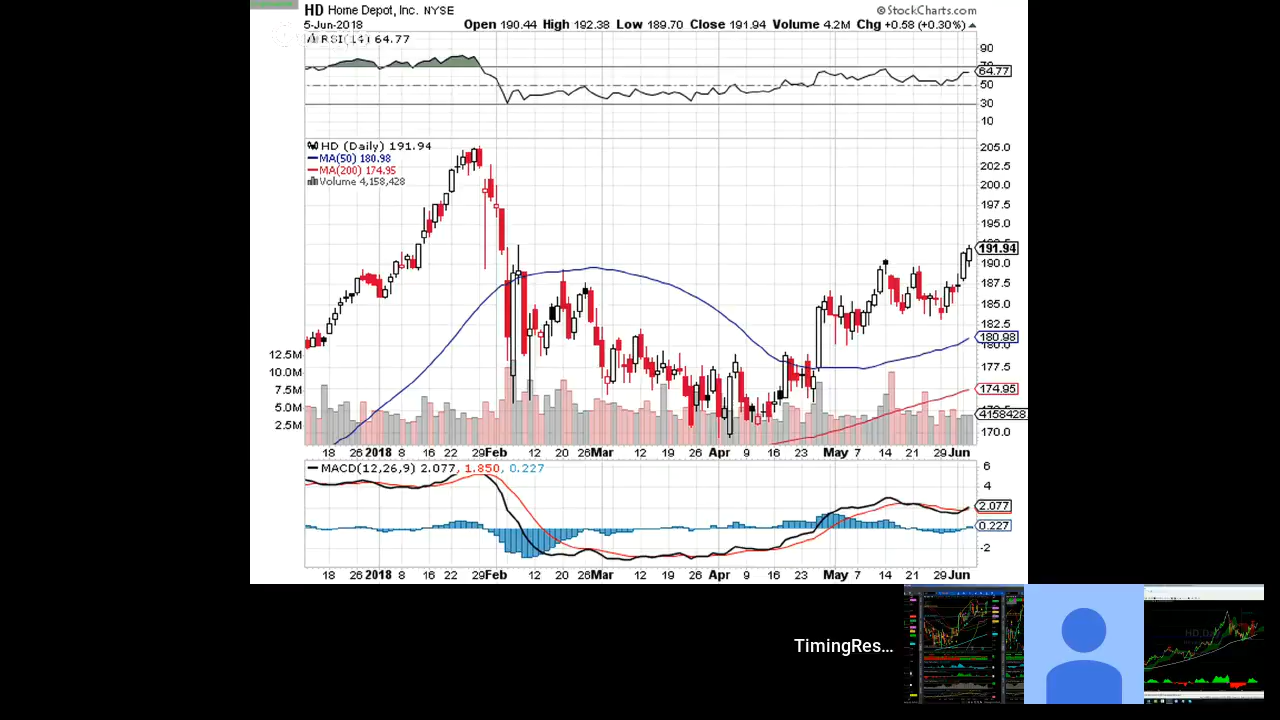 HD Home Depot, Inc. NYSE
©StockCharts.com
5-Jun-2018
Open 190.44 High 192.38 Low 189.70 Close 191.94 Volume 4.2M Chg +0.58 (+0.30%)
RSI(14) 64.77
90
70
64.77
50
30
10
HD (Daily) 191.94
MA(50) 180.98
MA(200) 174.95
Volume 4,158,428
205.0
202.5
200.0
197.5
195.0
191.94
190.0
187.5
185.0
182.5
180.98
180.0
177.5
174.95
4158428
170.0
12.5M
10.0M
7.5M
5.0M
2.5M
18 26 2018 8 16 22 29 Feb 12 20 26 Mar 12 19 26 Apr 9 16 23 May 7 14 21 29 Jun
MACD(12,26,9) 2.077, 1.850, 0.227
6
4
2.077
0.227
-2
18 26 2018 8 16 22 29 Feb 12 20 26 Mar 12 19 26 Apr 9 16 23 May 7 14 21 29 Jun
TimingRes...